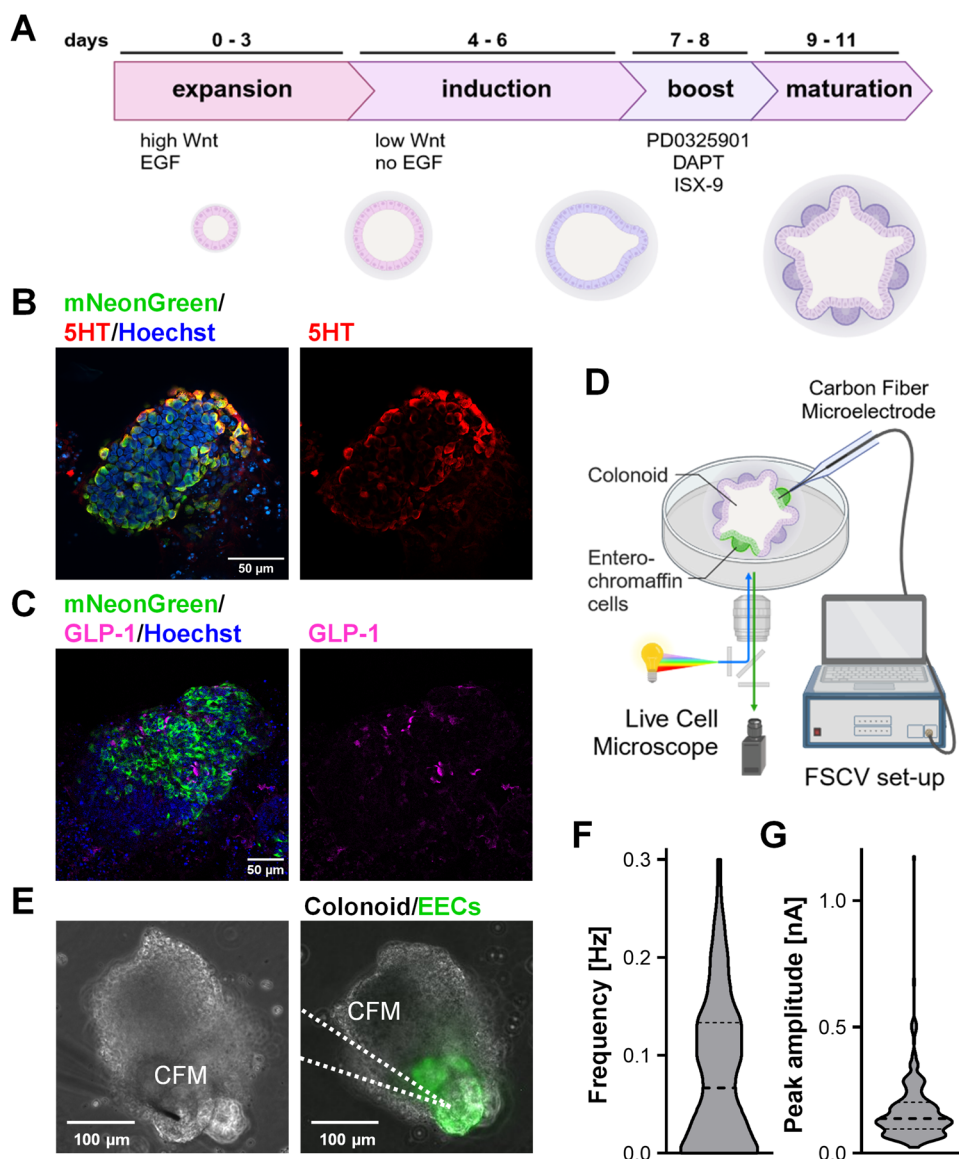 A
days 0 - 3 4 - 6 7 - 8 9 - 11
expansion induction boost maturation
high Wnt
EGF
low Wnt
no EGF
PD0325901
DAPT
ISX-9
B
mNeonGreen/
5HT/Hoechst
5HT
50 µm
C
mNeonGreen/
GLP-1/Hoechst
GLP-1
50 µm
D
Carbon Fiber
Microelectrode
Colonoid
Entero-
chromaffin
cells
Live Cell
Microscope
FSCV set-up
E
Colonoid/EECs
CFM
100 µm
CFM
100 µm
F
Frequency [Hz]
0.3
0.2
0.1
0.0
G
Peak amplitude [nA]
1.0
0.5
0.0